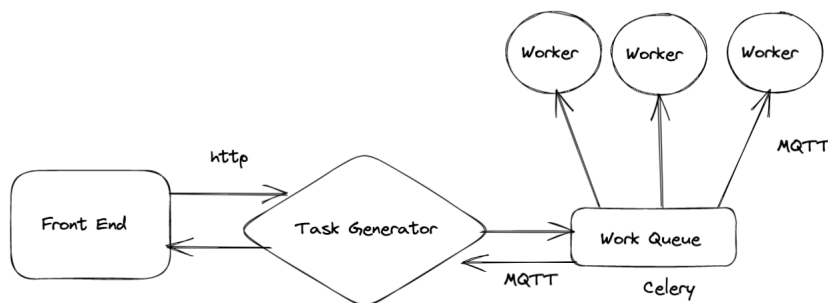 Worker
Worker
Worker
MQTT
http
Front End
Task Generator
Work Queue
MQTT
Celery